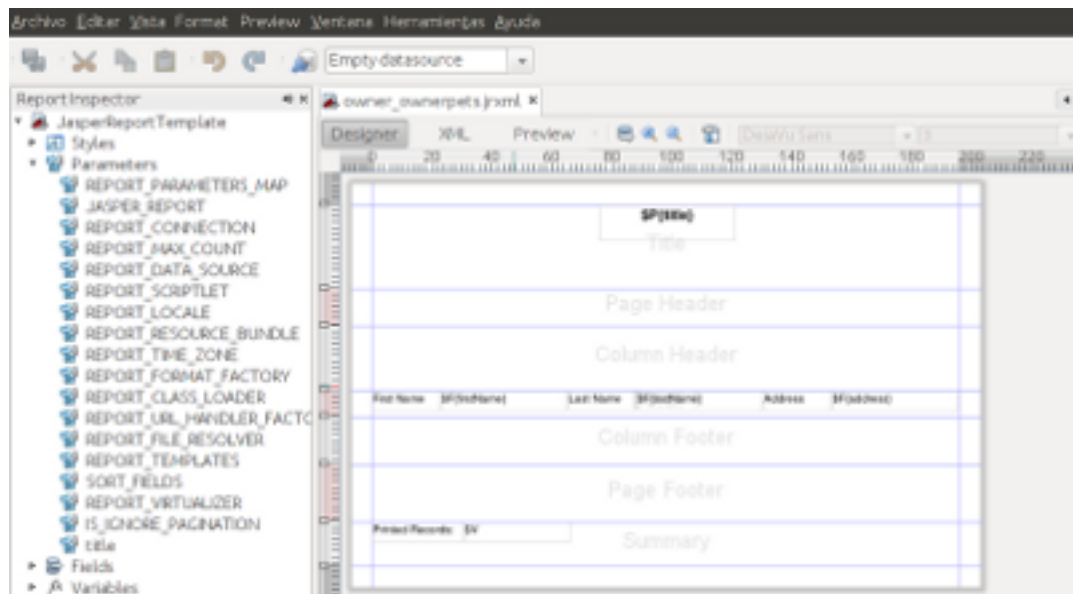 Archivo Editar Vista Format Preview Ventana Herramientas Ayuda
Empty datasource
Report Inspector
owner_ownerpets.jrxml
JasperReportTemplate
Designer XML Preview DejaVu Sans 13
Styles
0 20 40 60 80 100 120 140 160 180 200 220
Parameters
REPORT_PARAMETERS_MAP
JASPER_REPORT
REPORT_CONNECTION
REPORT_MAX_COUNT
REPORT_DATA_SOURCE
REPORT_SCRIPTLET
REPORT_LOCALE
REPORT_RESOURCE_BUNDLE
REPORT_TIME_ZONE
REPORT_FORMAT_FACTORY
REPORT_CLASS_LOADER
REPORT_URL_HANDLER_FACTO
REPORT_FILE_RESOLVER
REPORT_TEMPLATES
SORT_FIELDS
REPORT_VIRTUALIZER
IS_IGNORE_PAGINATION
title
Fields
Variables
$P{title}
Title
Page Header
Column Header
First Name $F{firstName} Last Name $F{lastName} Address $F{address}
Column Footer
Page Footer
Printed Records: $V
Summary